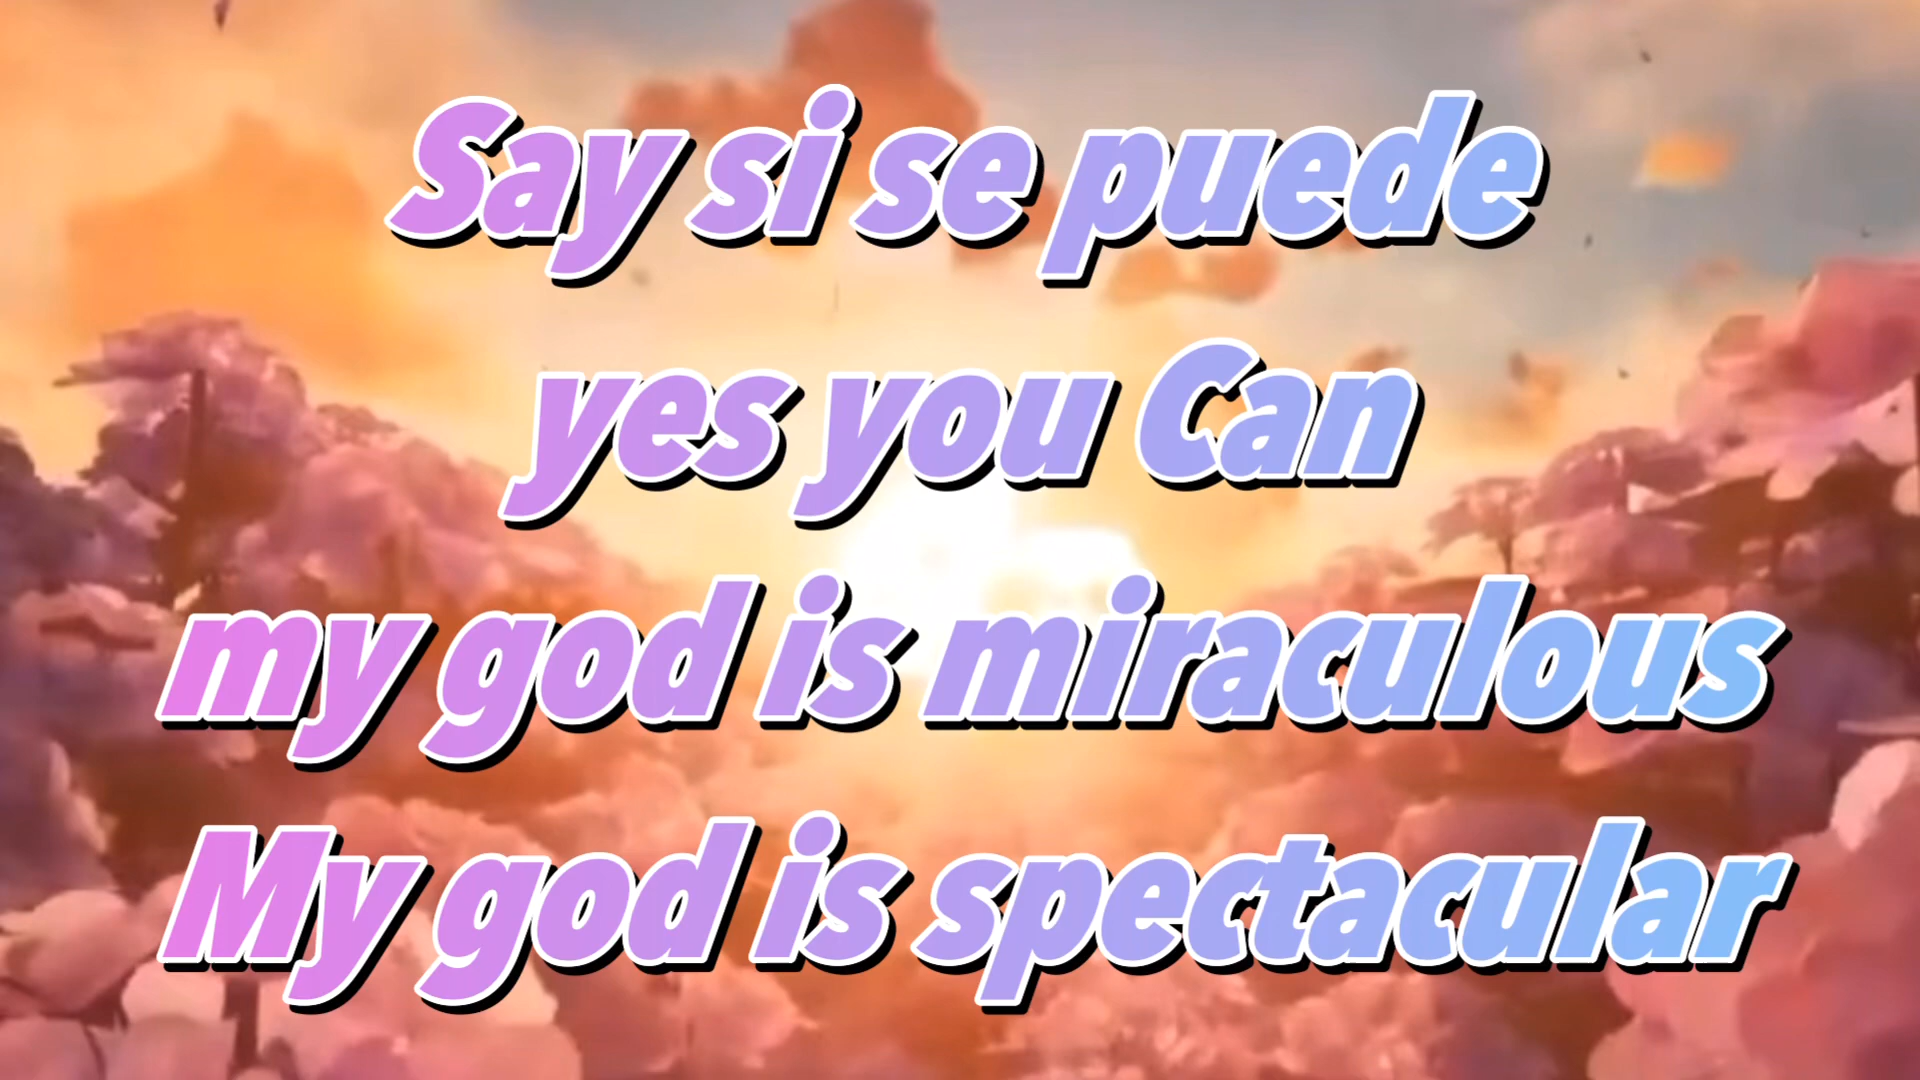 Say si se puede
yes you Can
my god is miraculous
My god is spectacular